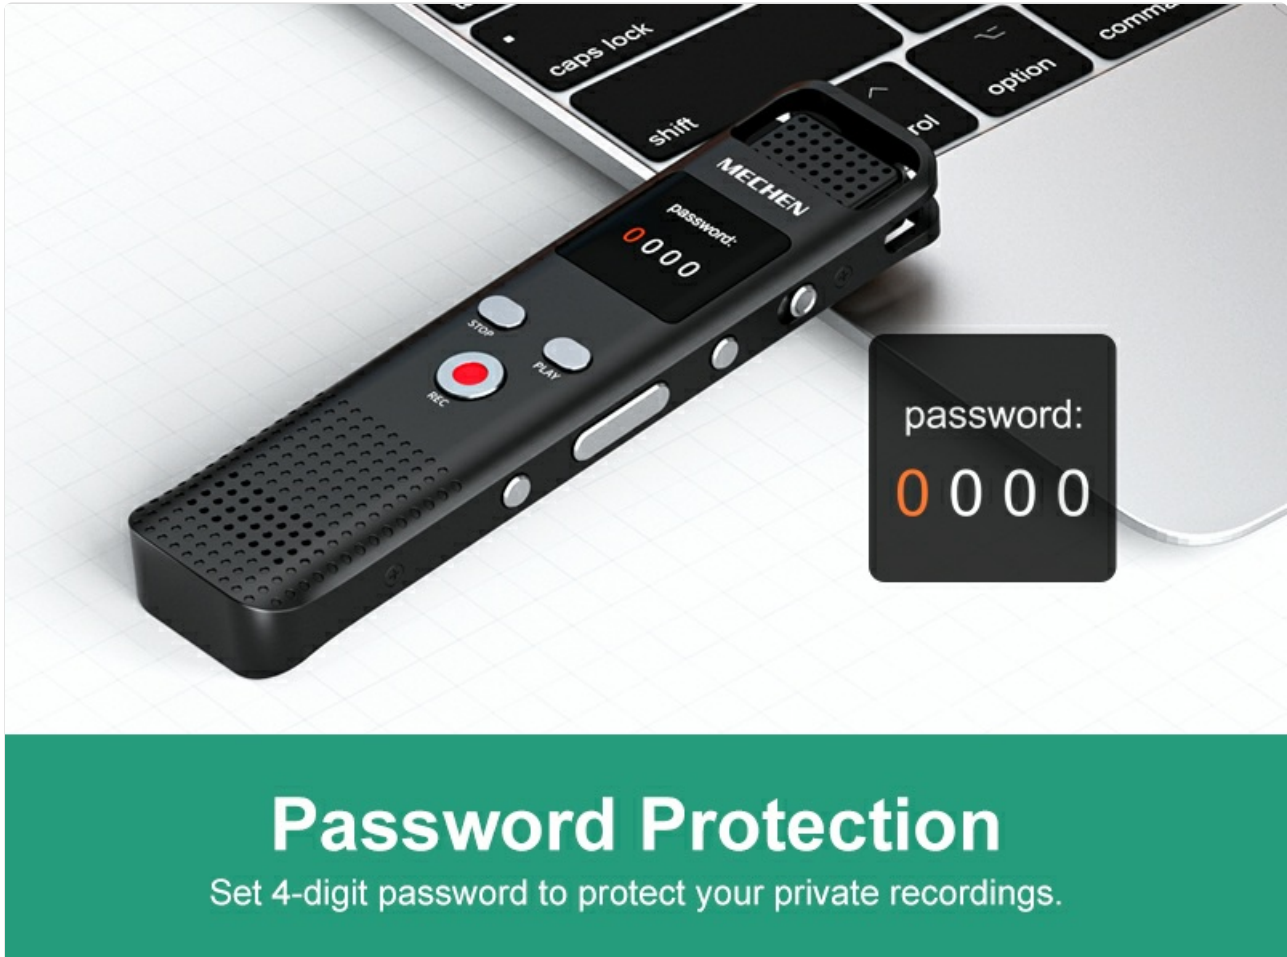 caps lock
shift
option
comma
rol
MECHEN
password:
0000
STOP
PLAY
REC
password:
0 0 0 0
Password Protection
Set 4-digit password to protect your private recordings.